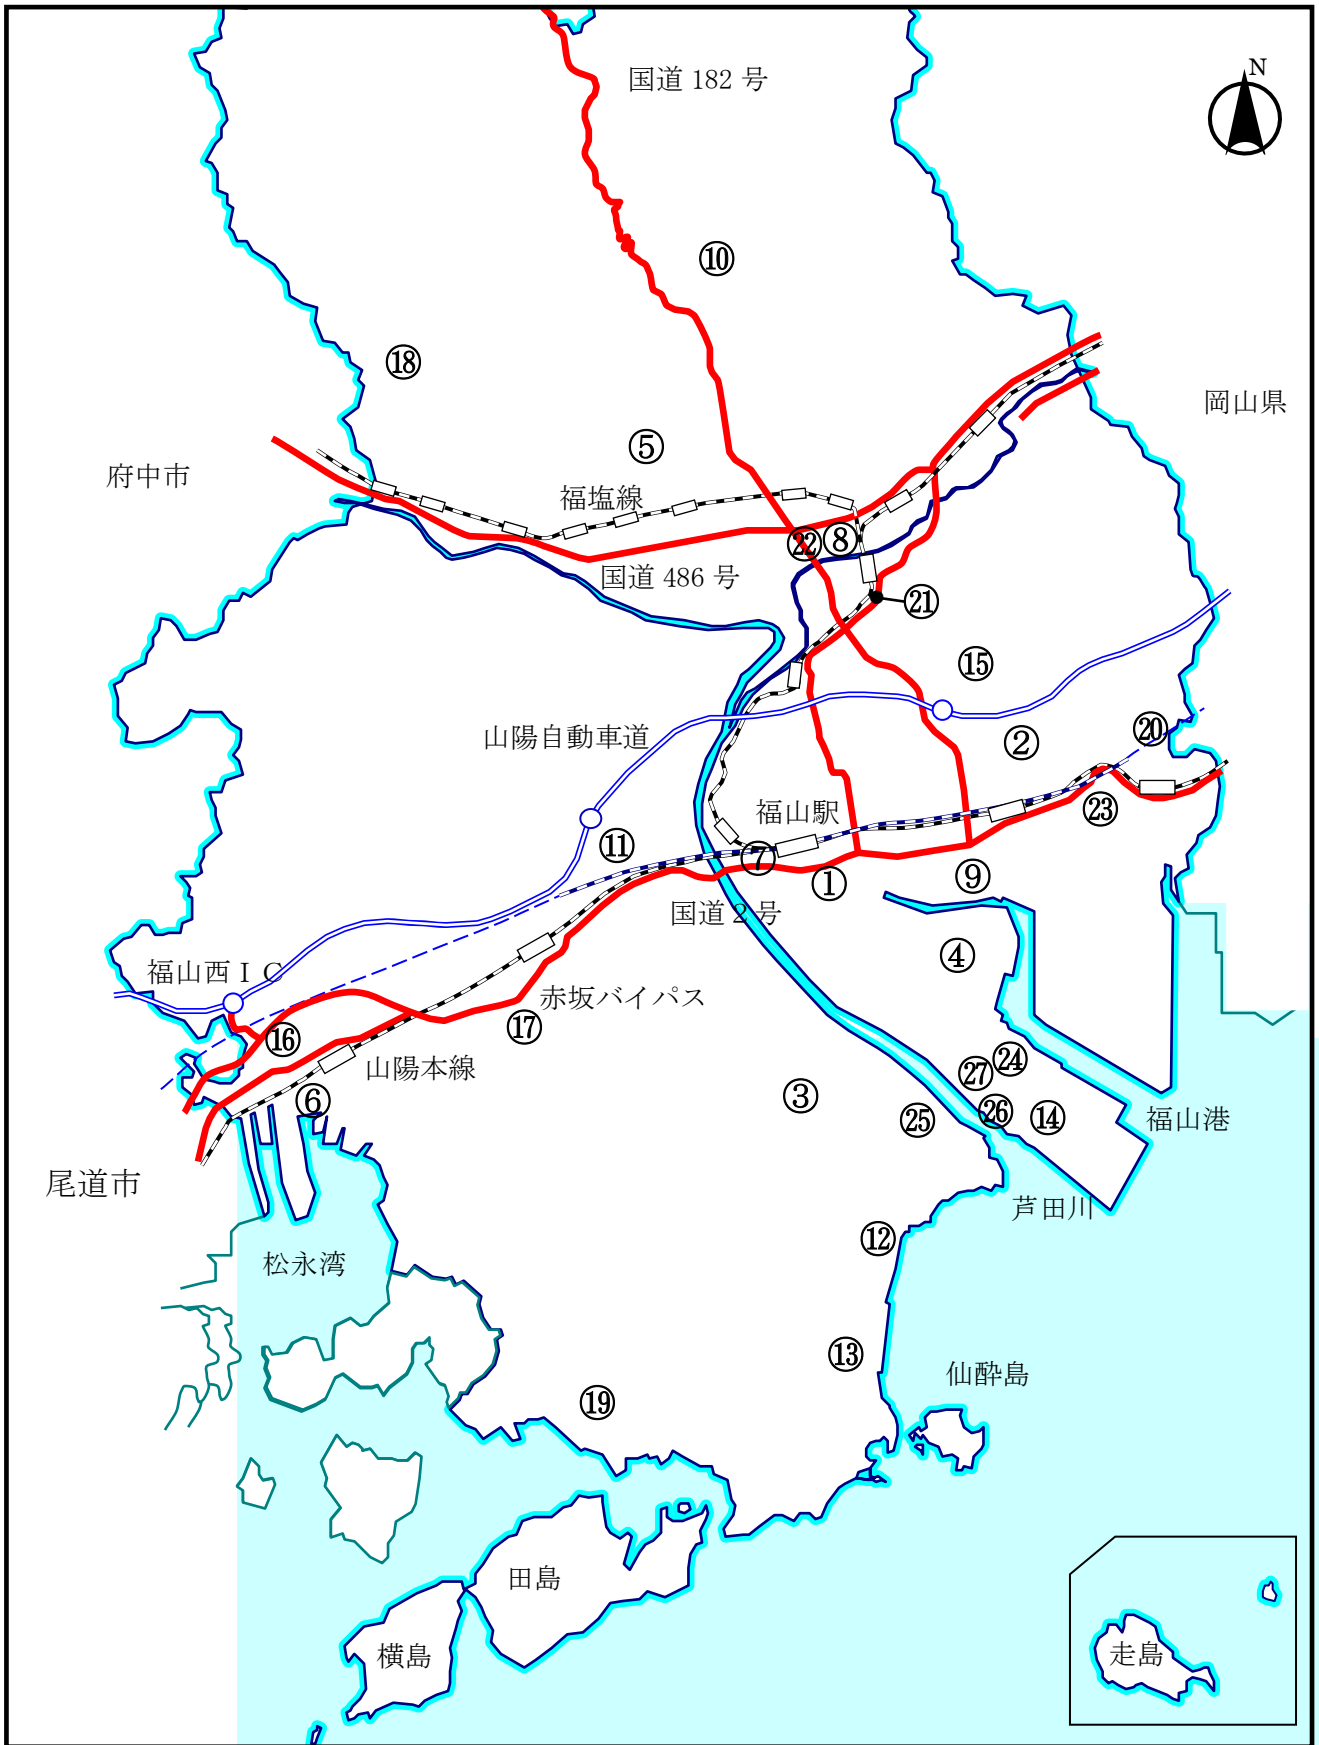 N
国道 182 号
⑩
⑱
岡山県
⑤
府中市
福塩線
㉒
⑧
国道 486 号
㉑
⑮
⑳
山陽自動車道
②
福山駅
㉓
⑪
⑦
①
⑨
国道 2 号
④
福山西ＩＣ
赤坂バイパス
⑰
⑯
山陽本線
㉔
㉗
⑥
③
㉖
⑭
㉕
福山港
尾道市
芦田川
⑫
松永湾
⑬
仙酔島
⑲
田島
横島
走島